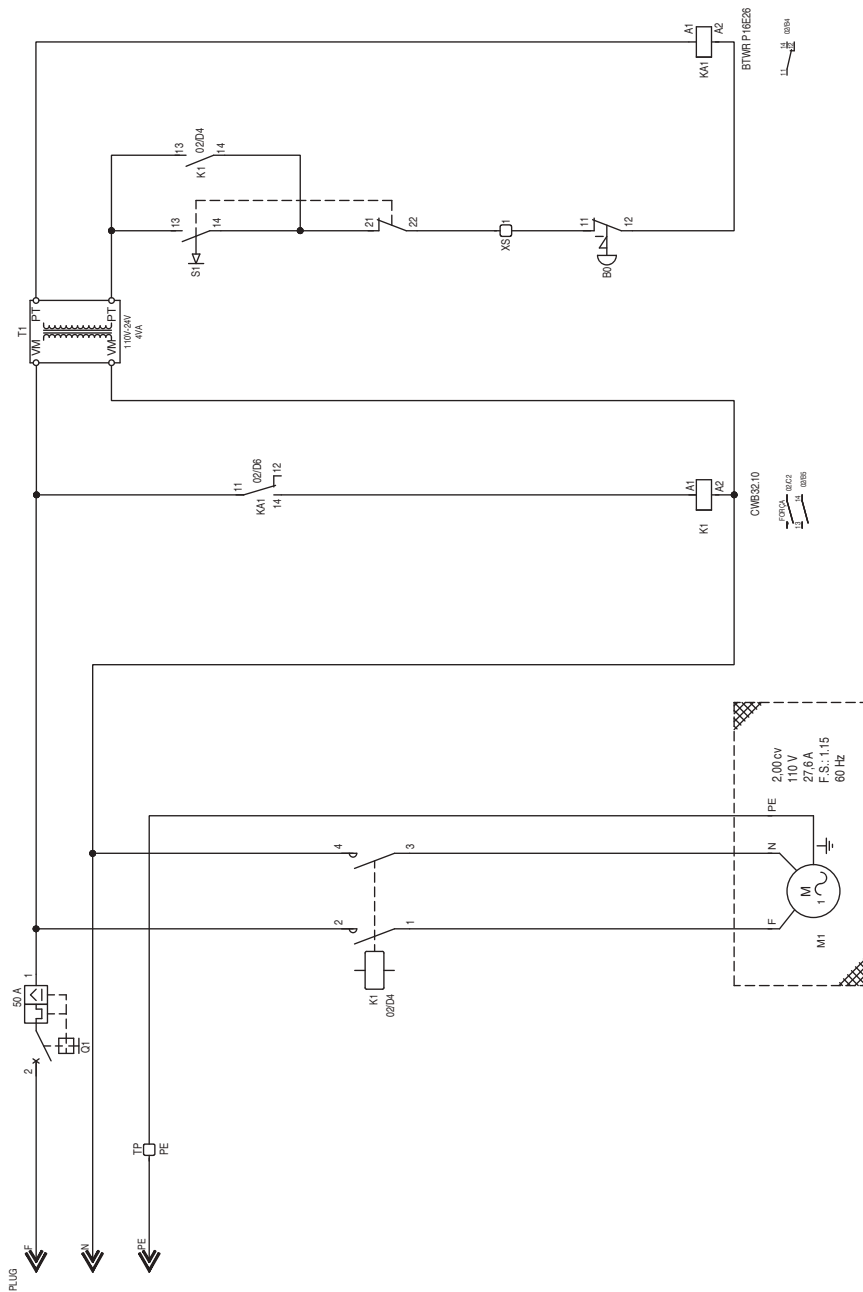 PLUG
F
N
PE
2
Q1
50 A
1
TP
PE
K1
02/D4
2
1
4
3
M1
M
1
F
N
PE
2,00 cv
110 V
27,6 A
F.S.: 1.15
60 Hz
11
02/D6
KA1
14
12
K1
A1
A2
CWB32.10
FORÇA
02/C2
13
14
02/B5
T1
VM
PT
VM
PT
110V-24V
4VA
S1
13
14
K1
13
02/D4
14
21
22
XS
1
B0
11
12
KA1
A1
A2
BTWR P16E26
11
14
02/B4